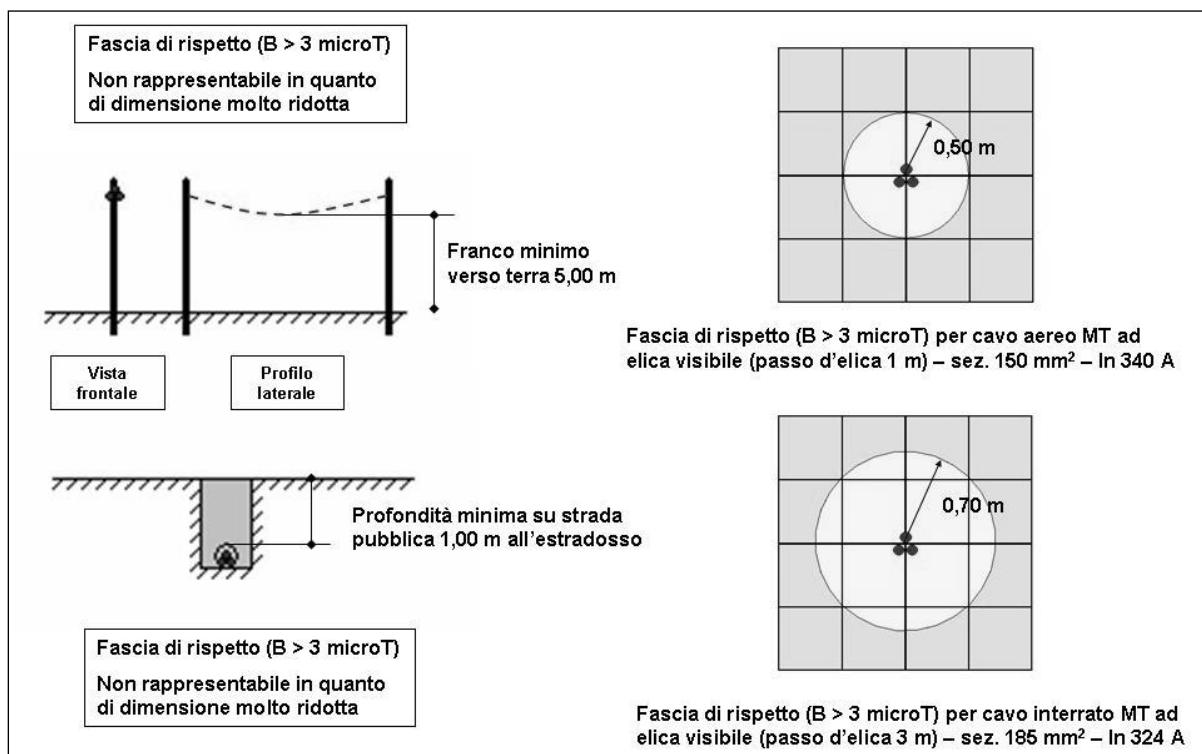 Fascia di rispetto (B > 3 microT)
Non rappresentabile in quanto
di dimensione molto ridotta
Franco minimo
verso terra 5,00 m
Vista
frontale
Profilo
laterale
0,50 m
Fascia di rispetto (B > 3 microT) per cavo aereo MT ad
elica visibile (passo d'elica 1 m) – sez. 150 mm² – In 340 A
Profondità minima su strada
pubblica 1,00 m all'estradosso
Fascia di rispetto (B > 3 microT)
Non rappresentabile in quanto
di dimensione molto ridotta
0,70 m
Fascia di rispetto (B > 3 microT) per cavo interrato MT ad
elica visibile (passo d'elica 3 m) – sez. 185 mm² – In 324 A